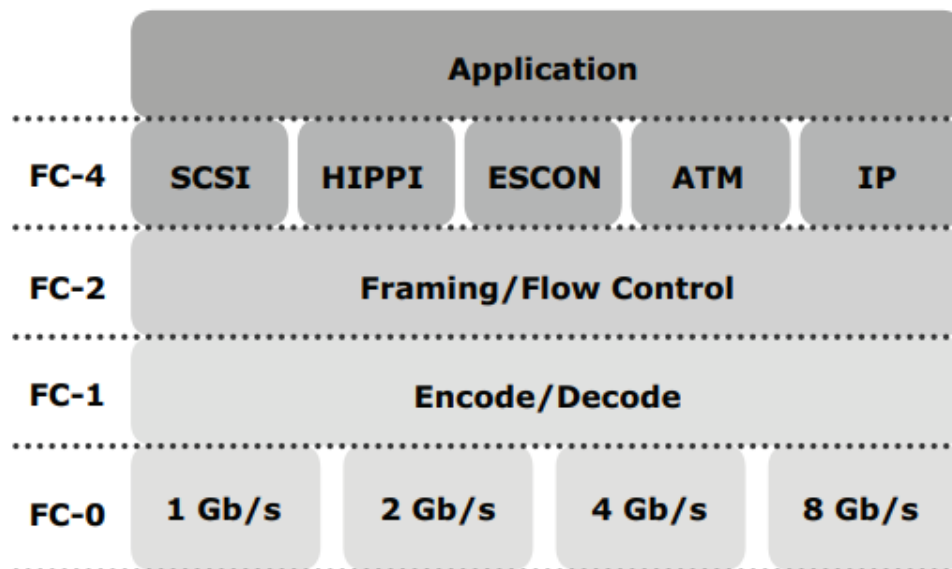 Application
FC-4 SCSI HIPPI ESCON ATM IP
FC-2 Framing/Flow Control
FC-1 Encode/Decode
FC-0 1 Gb/s 2 Gb/s 4 Gb/s 8 Gb/s